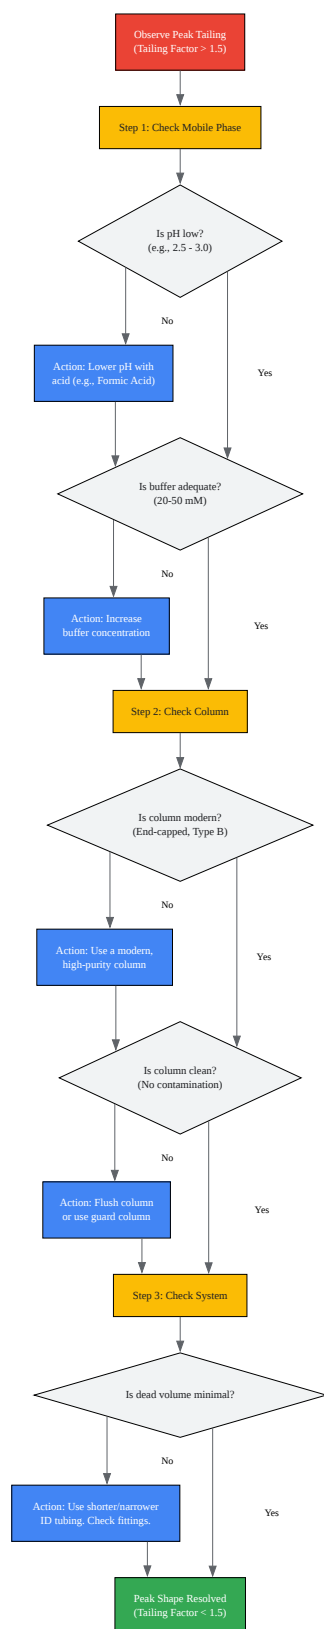 Observe Peak Tailing
(Tailing Factor > 1.5)
Step 1: Check Mobile Phase
Is pH low?
(e.g., 2.5 - 3.0)
No
Yes
Action: Lower pH with
acid (e.g., Formic Acid)
Is buffer adequate?
(20-50 mM)
No
Yes
Action: Increase
buffer concentration
Step 2: Check Column
Is column modern?
(End-capped, Type B)
No
Yes
Action: Use a modern,
high-purity column
Is column clean?
(No contamination)
No
Yes
Action: Flush column
or use guard column
Step 3: Check System
Is dead volume minimal?
No
Yes
Action: Use shorter/narrower
ID tubing. Check fittings.
Peak Shape Resolved
(Tailing Factor < 1.5)